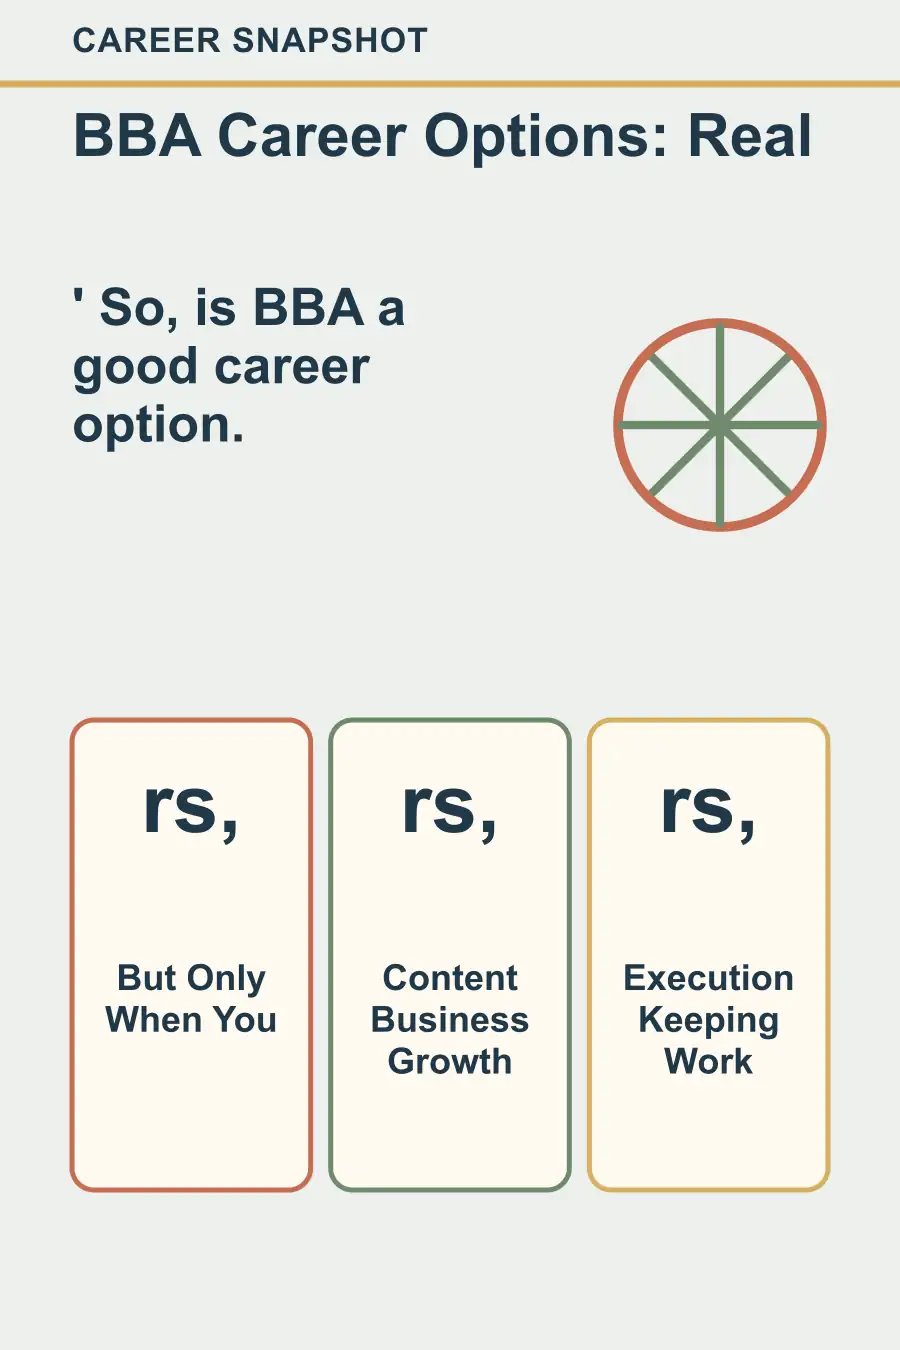 CAREER SNAPSHOT
BBA Career Options: Real
' So, is BBA a
good career
option.
rs,
But Only
When You
rs,
Content
Business
Growth
rs,
Execution
Keeping
Work